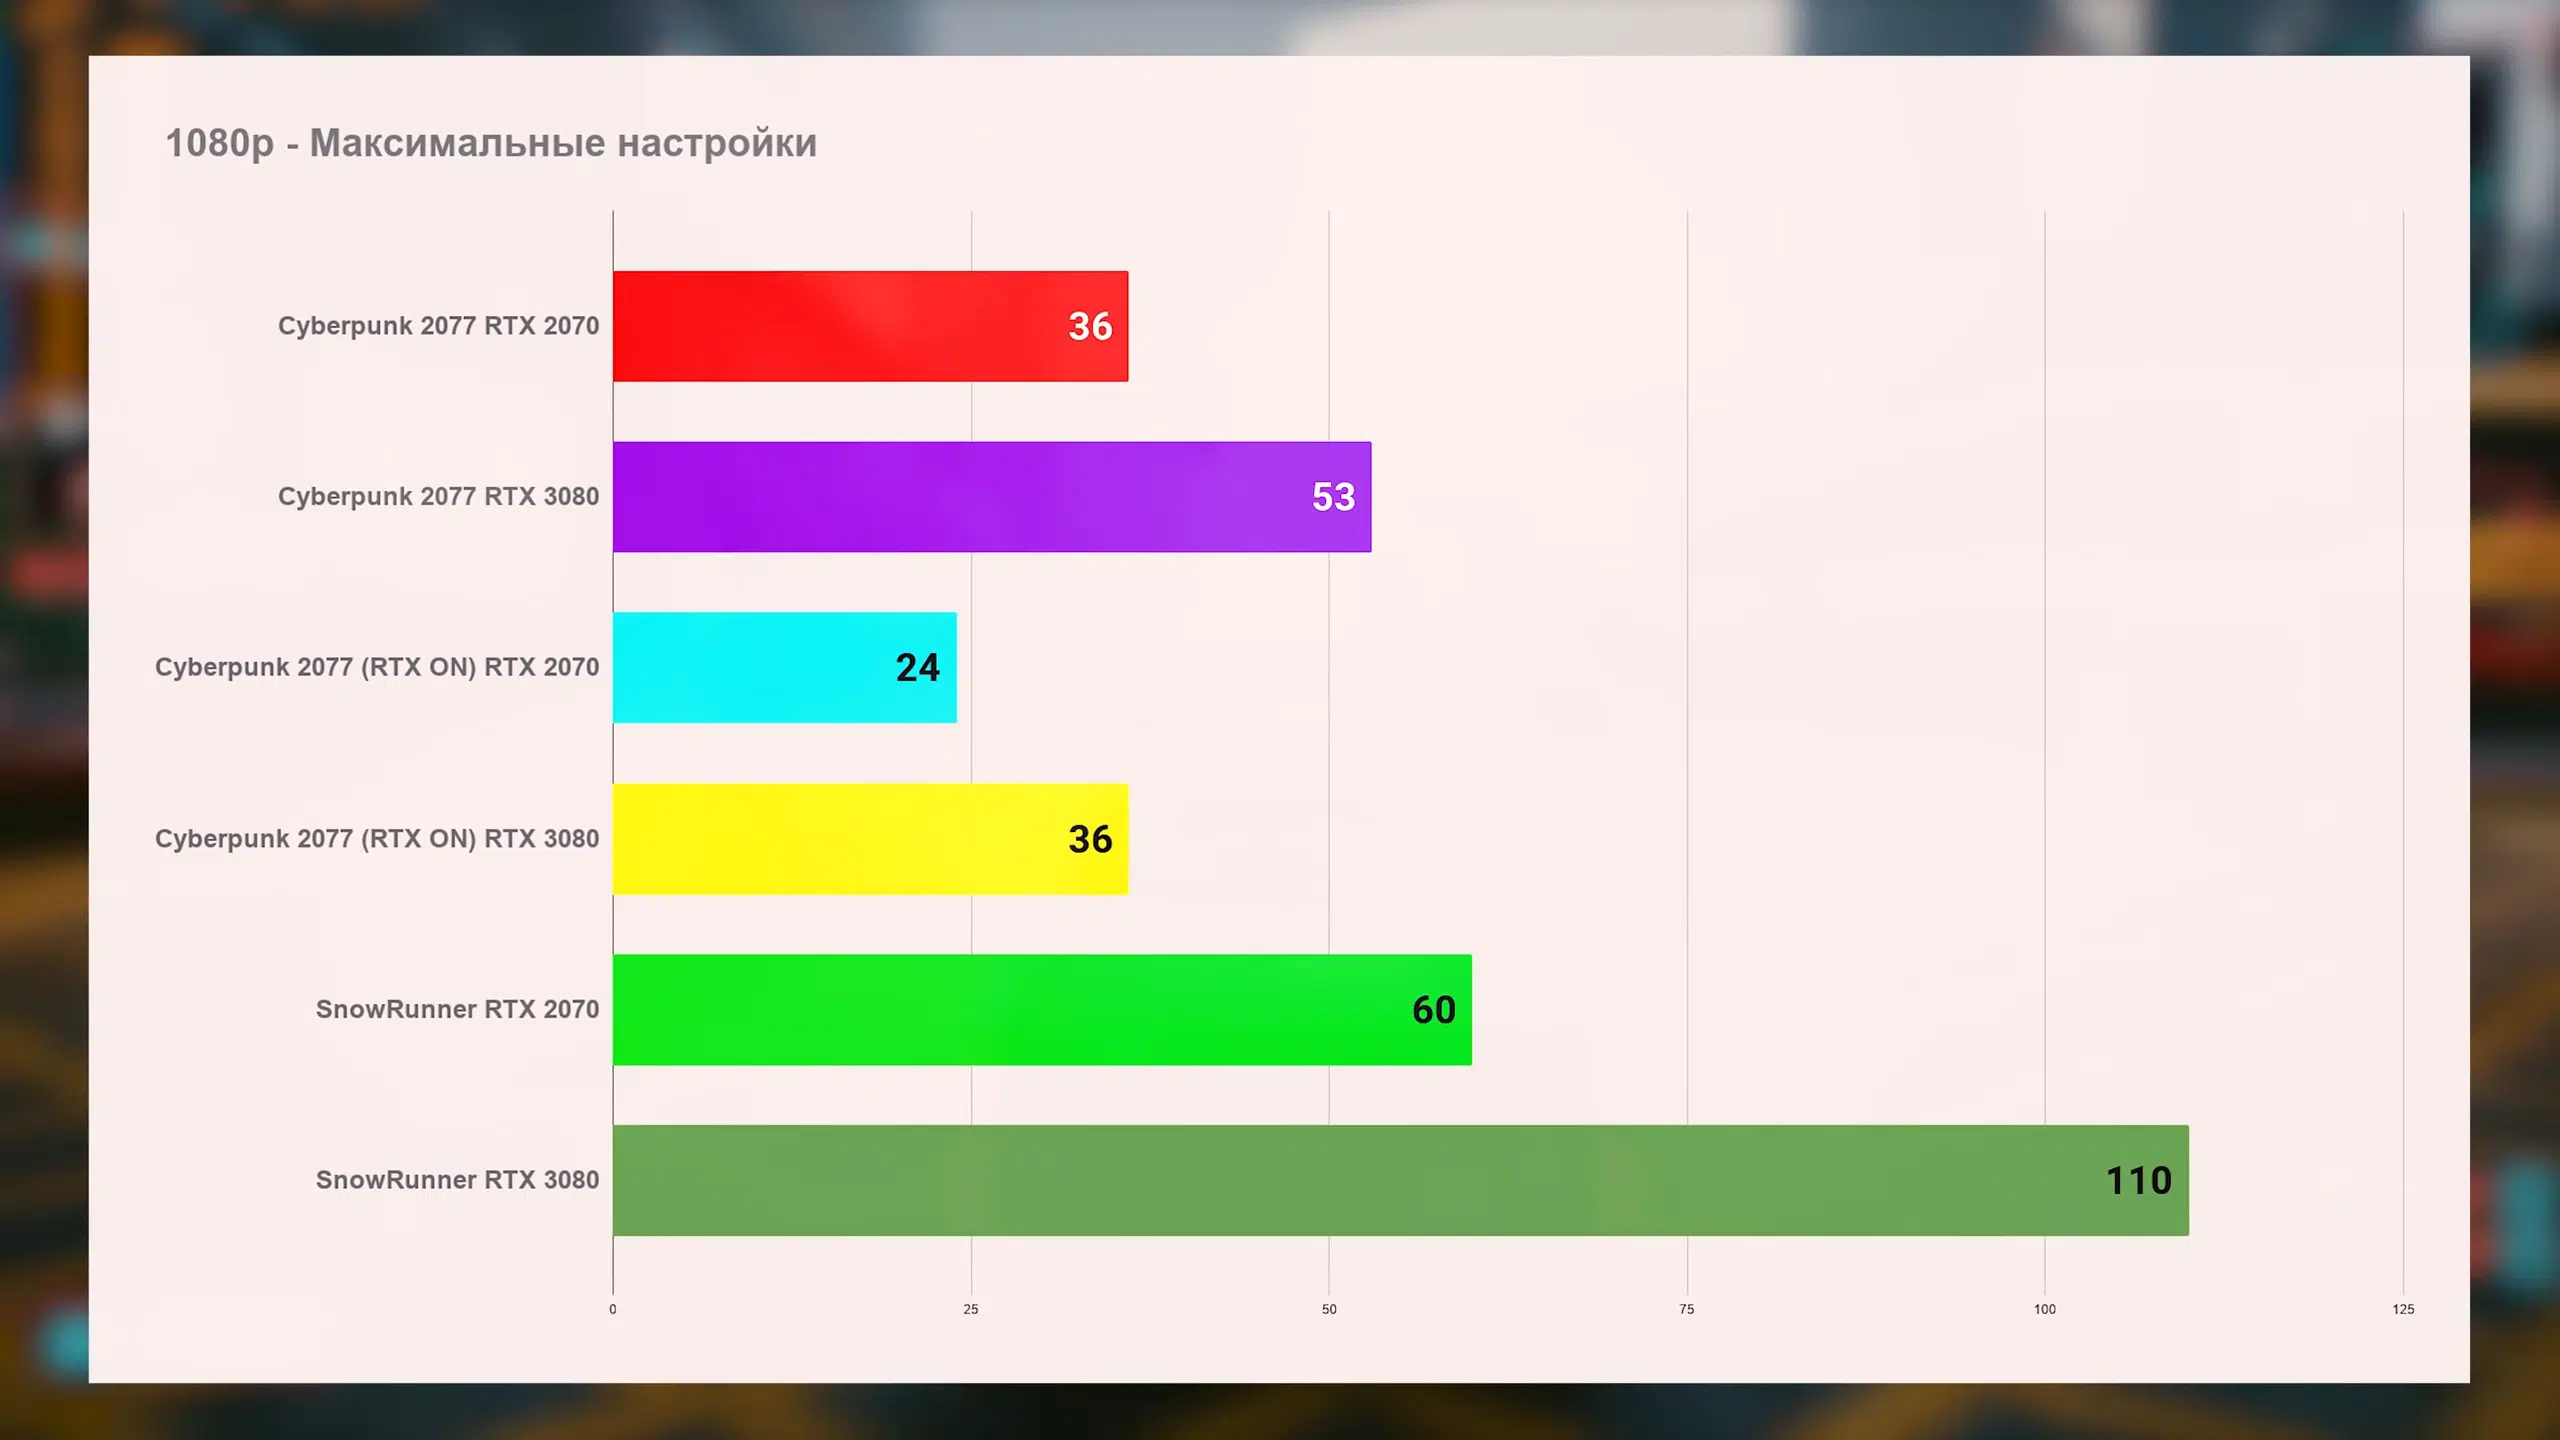 1080p - Максимальные настройки
Cyberpunk 2077 RTX 2070 36
Cyberpunk 2077 RTX 3080 53
Cyberpunk 2077 (RTX ON) RTX 2070 24
Cyberpunk 2077 (RTX ON) RTX 3080 36
SnowRunner RTX 2070 60
SnowRunner RTX 3080 110
0 25 50 75 100 125